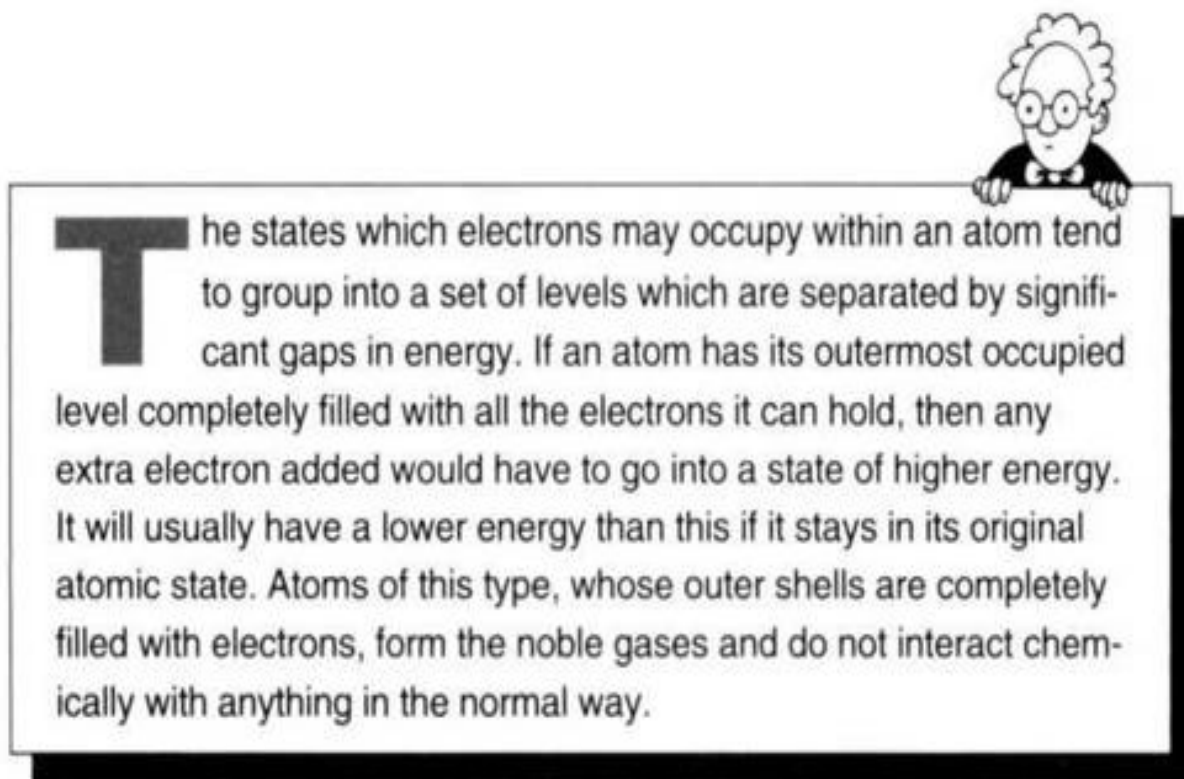 The states which electrons may occupy within an atom tend
to group into a set of levels which are separated by signifi-
cant gaps in energy. If an atom has its outermost occupied
level completely filled with all the electrons it can hold, then any
extra electron added would have to go into a state of higher energy.
It will usually have a lower energy than this if it stays in its original
atomic state. Atoms of this type, whose outer shells are completely
filled with electrons, form the noble gases and do not interact chem-
ically with anything in the normal way.